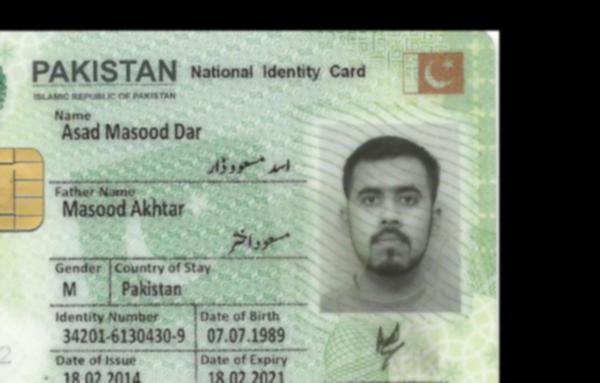 PAKISTAN National Identity Card
ISLAMIC REPUBLIC OF PAKISTAN
Name
Asad Masood Dar
اسد مسعود ڈار
Father Name
Masood Akhtar
مسعود اختر
Gender Country of Stay
M Pakistan
Identity Number Date of Birth
34201-6130430-9 07.07.1989
Date of Issue Date of Expiry
18.02.2014 18.02.2021